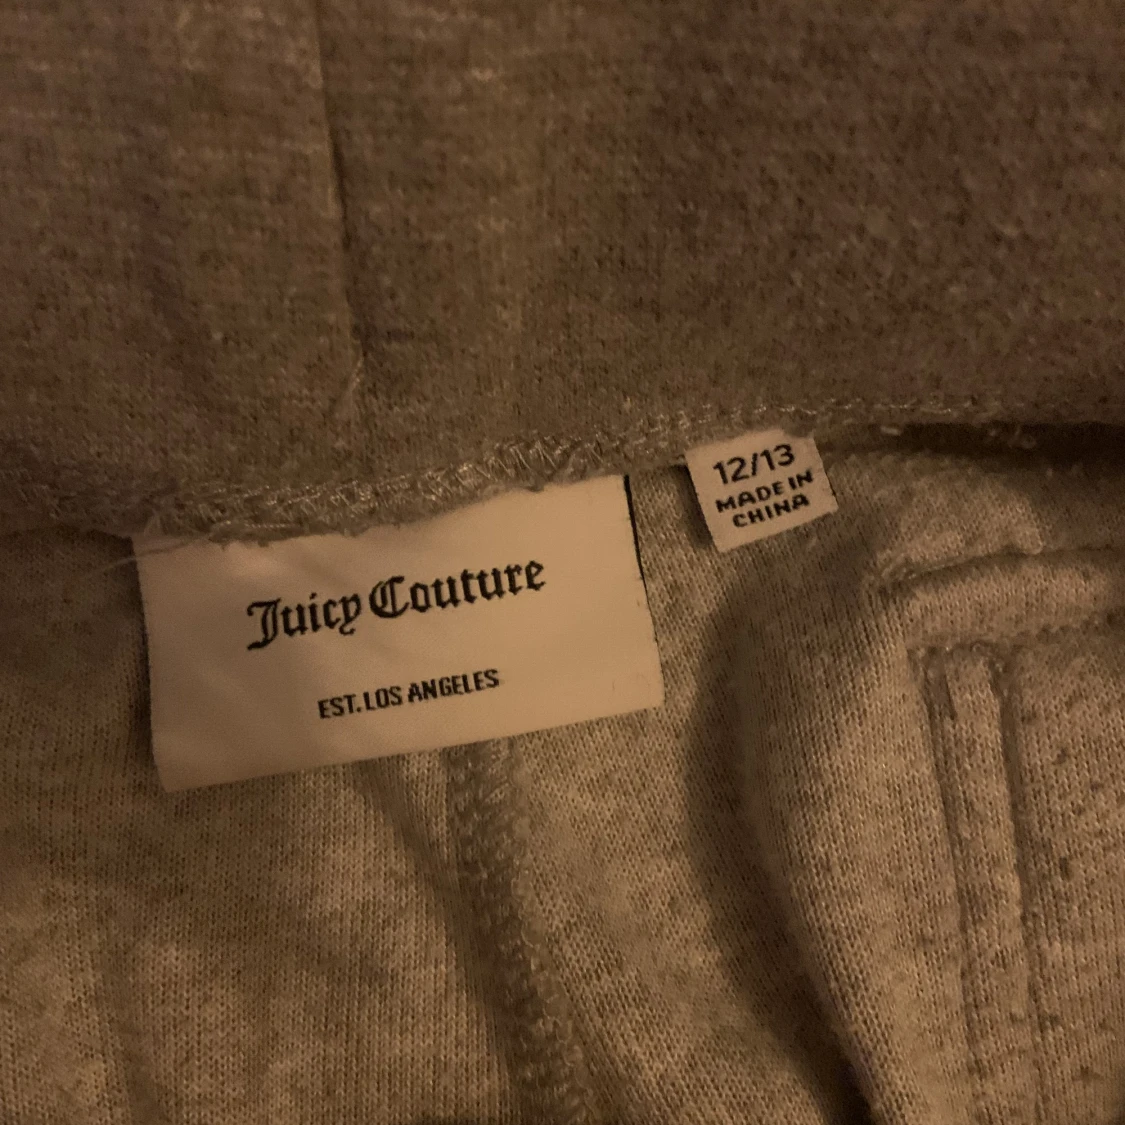 Juicy Couture
EST. LOS ANGELES
12/13
MADE IN
CHINA